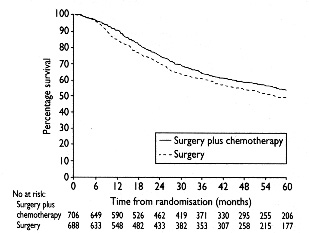 100
90
80
70
60
50
40
30
20
10
0
Percentage survival
Surgery plus chemotherapy
Surgery
0 6 12 18 24 30 36 42 48 54 60
No at risk: Time from randomisation (months)
Surgery plus
chemotherapy 706 649 590 526 462 419 371 330 295 255 206
Surgery 688 633 548 482 433 382 353 307 258 215 177